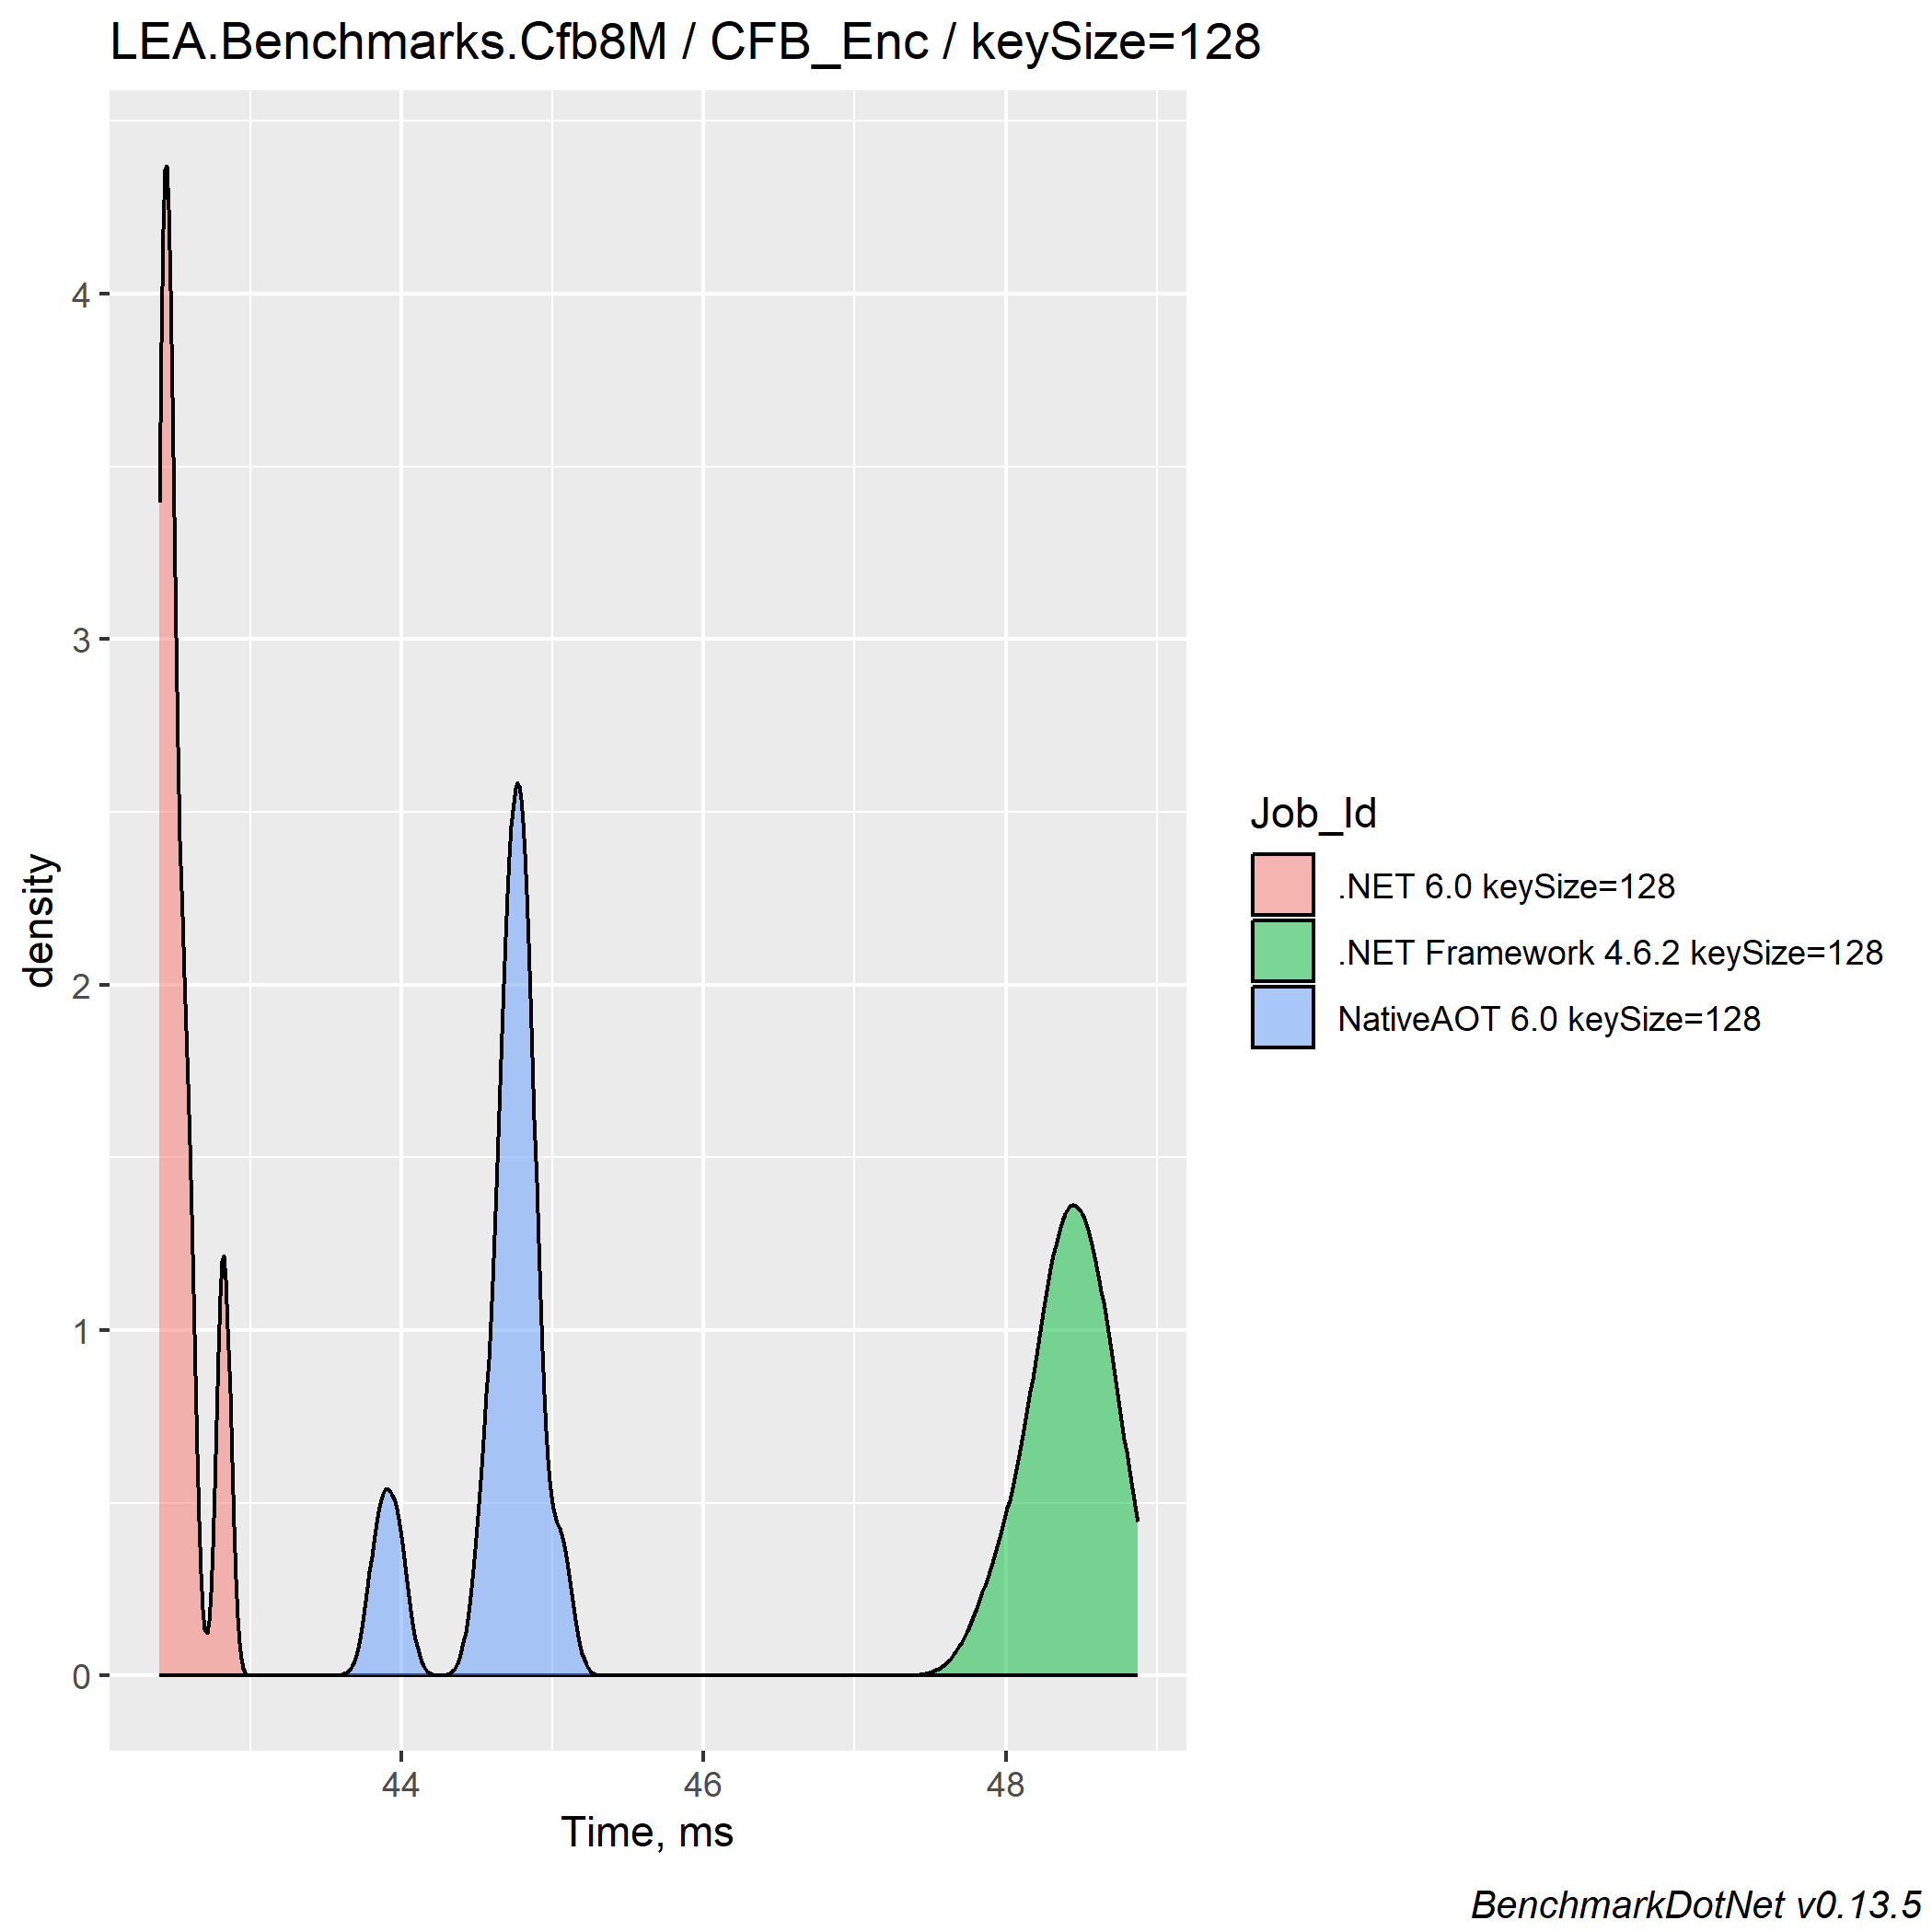 LEA.Benchmarks.Cfb8M / CFB_Enc / keySize=128
4
3
2
1
0
density
44 46 48
Time, ms
Job_Id
.NET 6.0 keySize=128
.NET Framework 4.6.2 keySize=128
NativeAOT 6.0 keySize=128
BenchmarkDotNet v0.13.5